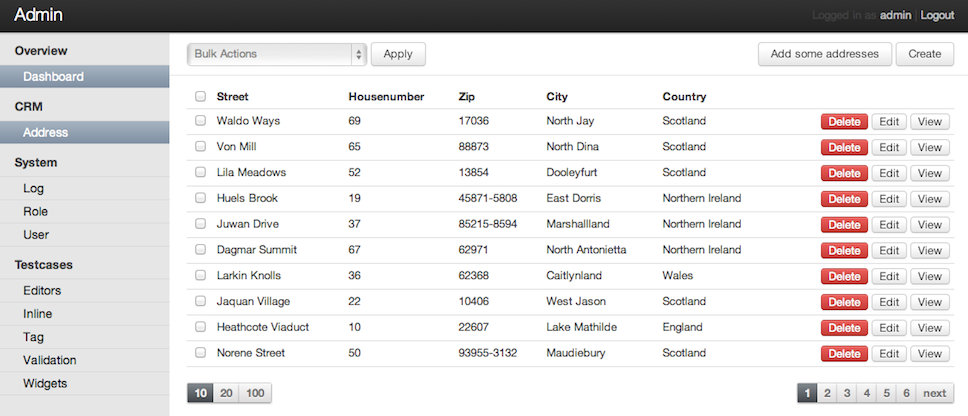 Admin
Logged in as admin | Logout
Overview
Dashboard
CRM
Address
System
Log
Role
User
Testcases
Editors
Inline
Tag
Validation
Widgets
Bulk Actions Apply Add some addresses Create
Street Housenumber Zip City Country
Waldo Ways 69 17036 North Jay Scotland Delete Edit View
Von Mill 65 88873 North Dina Scotland Delete Edit View
Lila Meadows 52 13854 Dooleyfurt Scotland Delete Edit View
Huels Brook 19 45871-5808 East Dorris Northern Ireland Delete Edit View
Juwan Drive 37 85215-8594 Marshallland Northern Ireland Delete Edit View
Dagmar Summit 67 62971 North Antonietta Northern Ireland Delete Edit View
Larkin Knolls 36 62368 Caitlynland Wales Delete Edit View
Jaquan Village 22 10406 West Jason Scotland Delete Edit View
Heathcote Viaduct 10 22607 Lake Mathilde England Delete Edit View
Norene Street 50 93955-3132 Maudiebury Scotland Delete Edit View
10 20 100 1 2 3 4 5 6 next